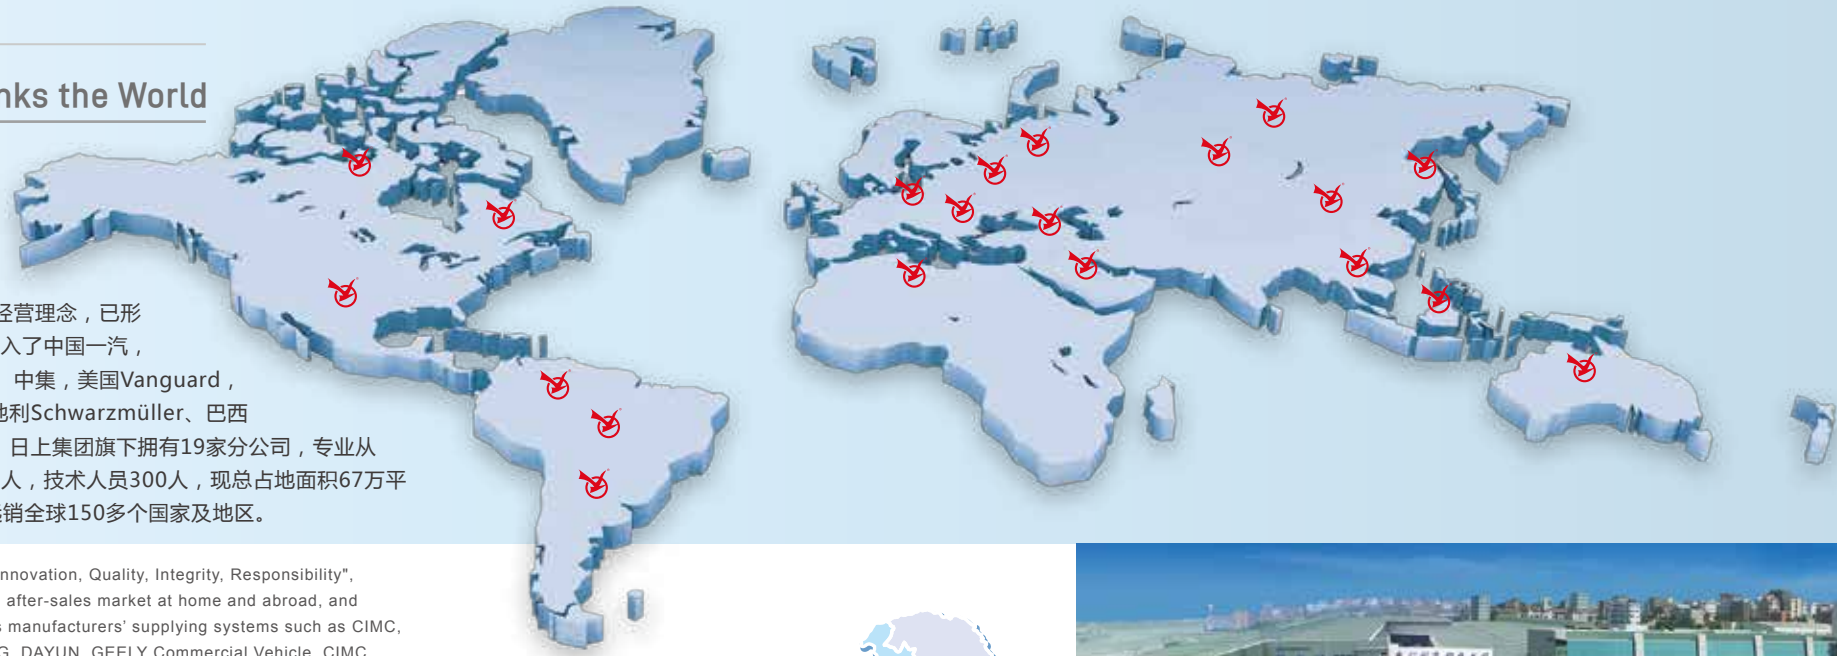 nks the World
经营理念，已形
入了中国一汽，
中集，美国Vanguard，
地利Schwarzmüller、巴西
日上集团旗下拥有19家分公司，专业从
人，技术人员300人，现总占地面积67万平
销全球150多个国家及地区。
nnovation, Quality, Integrity, Responsibility",
after-sales market at home and abroad, and
s manufacturers' supplying systems such as CIMC,
G, DAYUN, GEELY Commercial Vehicle, CIMC